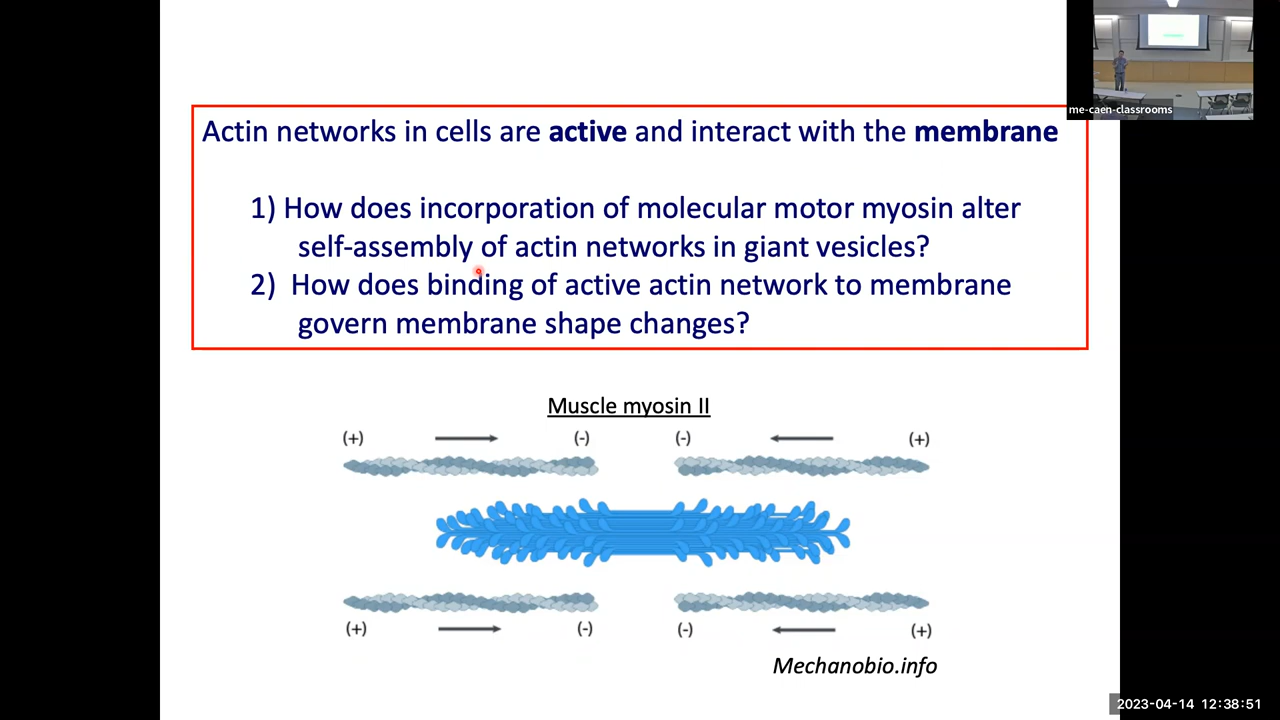 me-caen-classrooms
Actin networks in cells are active and interact with the membrane
1) How does incorporation of molecular motor myosin alter
self-assembly of actin networks in giant vesicles?
2) How does binding of active actin network to membrane
govern membrane shape changes?
Muscle myosin II
(+) (-) (-) (+)
(+) (-) (-) (+)
Mechanobio.info
2023-04-14 12:38:51